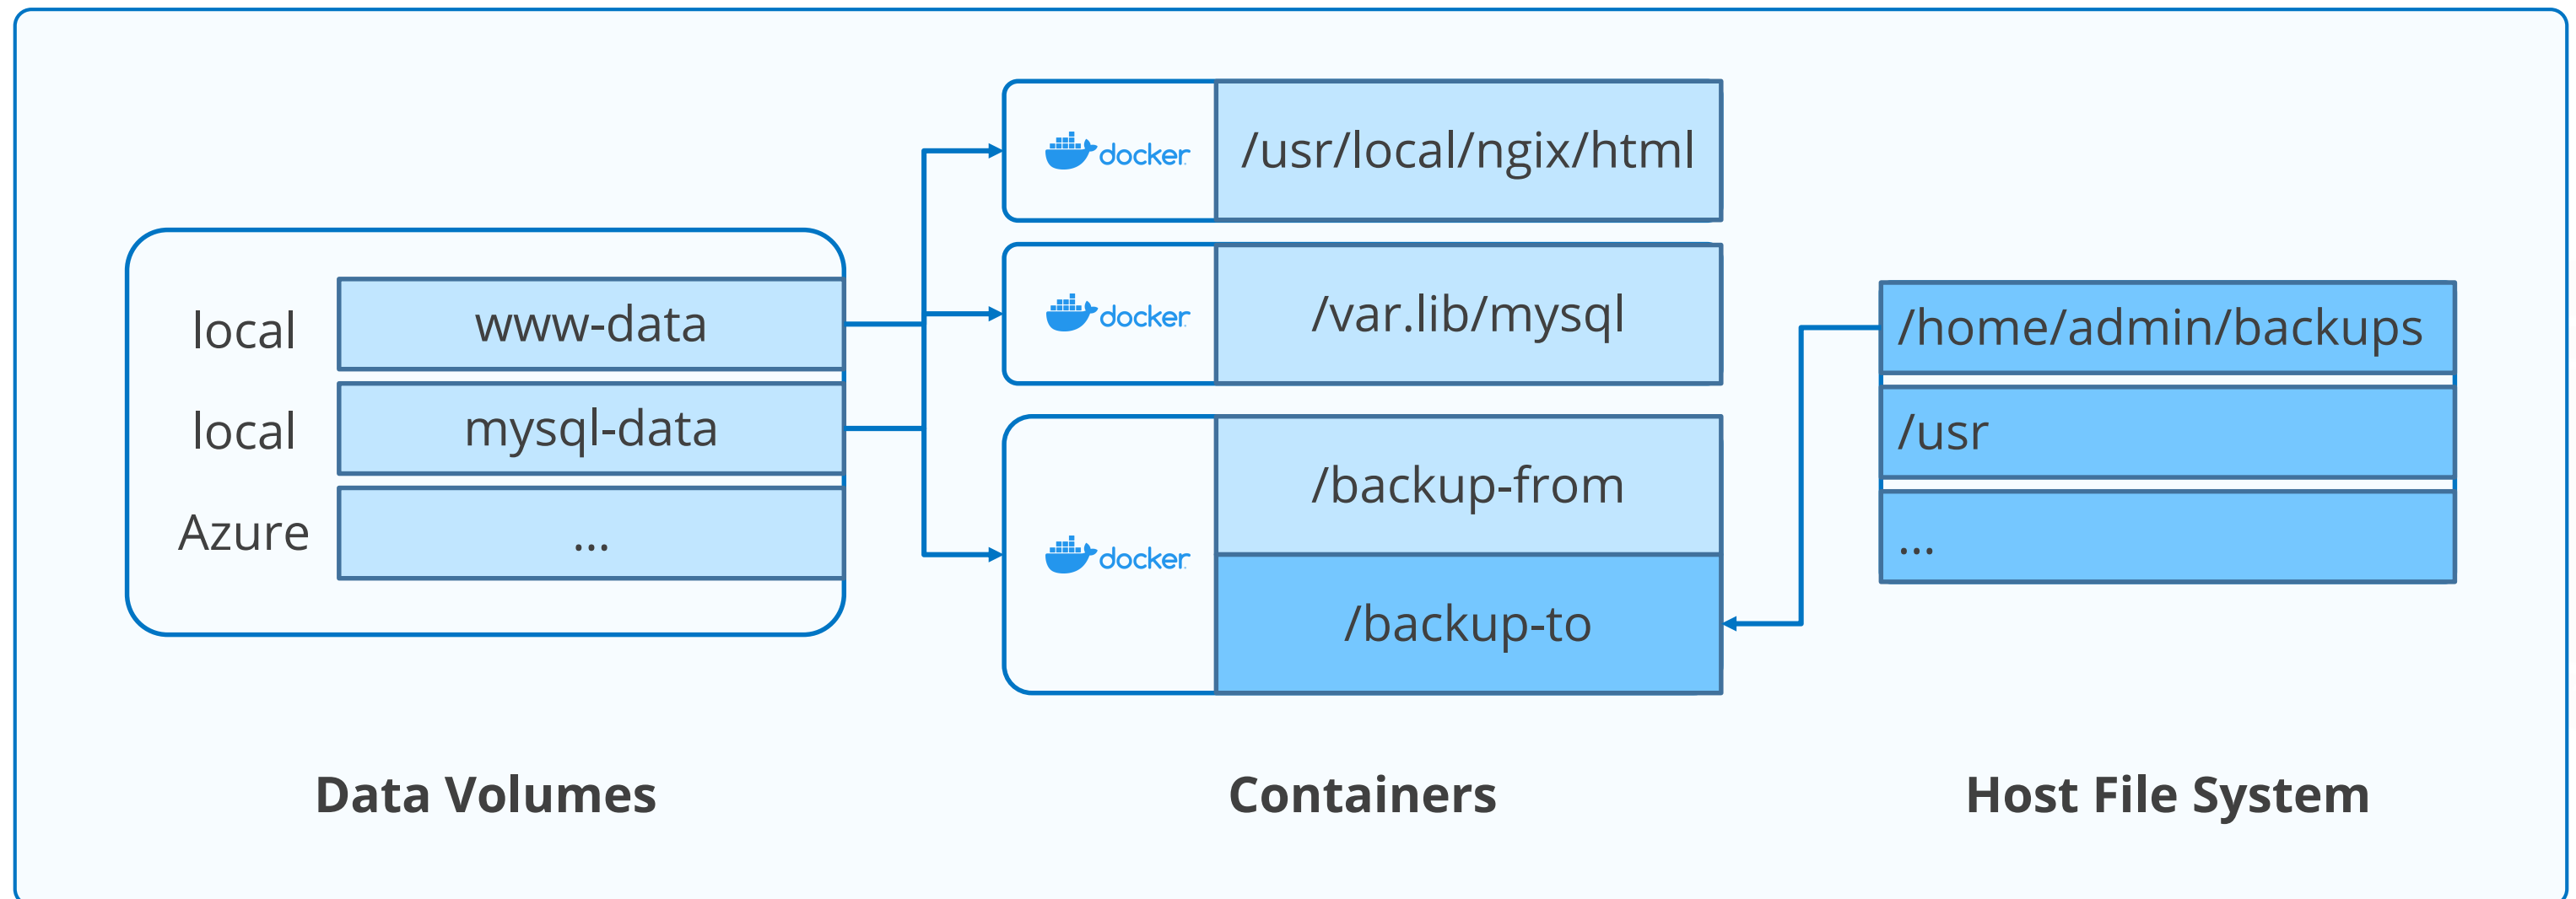 local
www-data
local
mysql-data
Azure
...
Data Volumes
docker
/usr/local/ngix/html
docker
/var.lib/mysql
docker
/backup-from
/backup-to
Containers
/home/admin/backups
/usr
...
Host File System